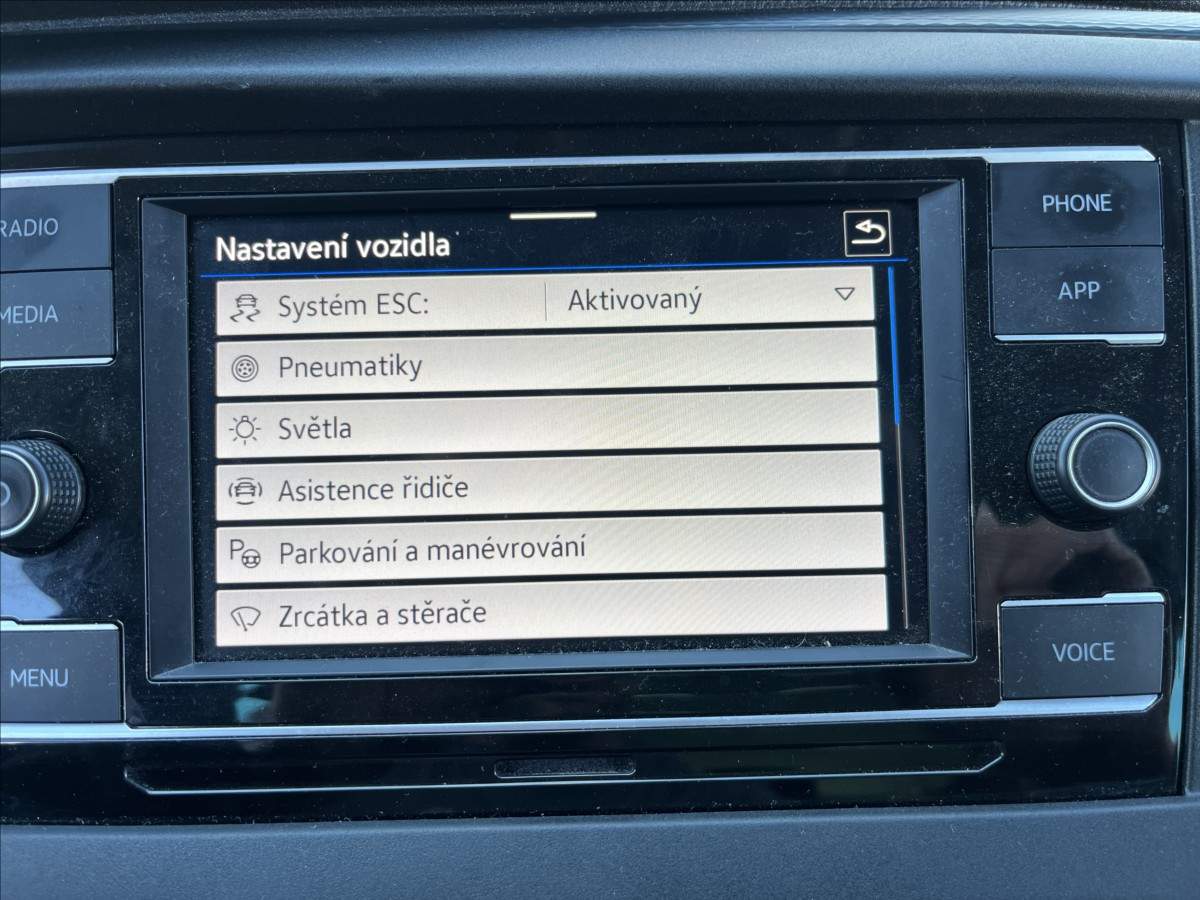 Nastavení vozidla
Systém ESC: Aktivovaný
Pneumatiky
Světla
Asistence řidiče
Parkování a manévrování
Zrcátka a stěrače
RADIO
MEDIA
MENU
PHONE
APP
VOICE